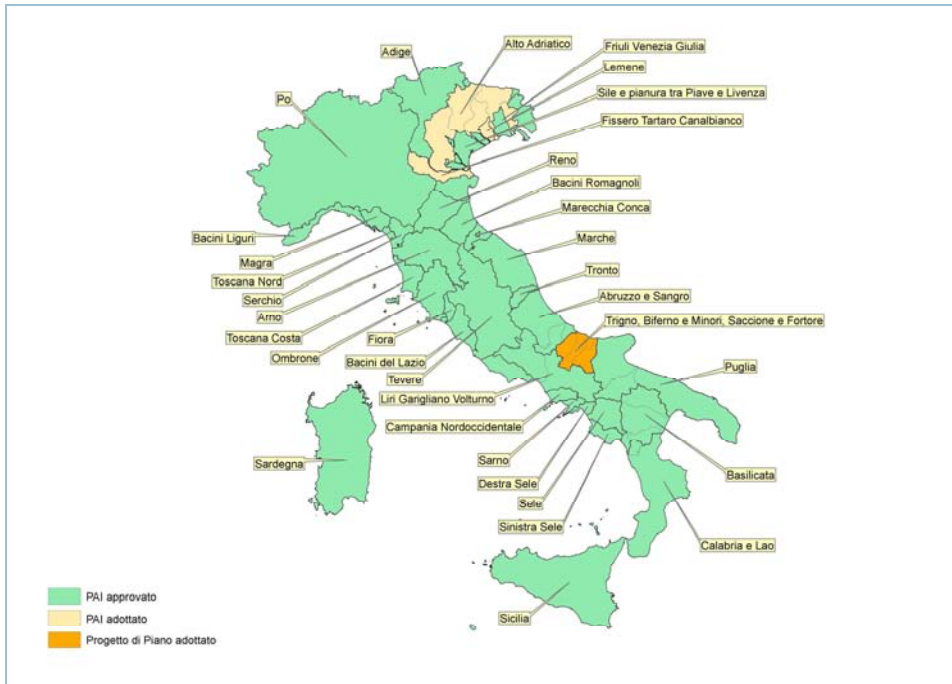 Alto Adriatico
Friuli Venezia Giulia
Adige
Lemene
Sile e pianura tra Piave e Livenza
Po
Fissero Tartaro Canalbianco
Reno
Bacini Romagnoli
Marecchia Conca
Bacini Liguri
Marche
Magra
Toscana Nord
Tronto
Serchio
Abruzzo e Sangro
Arno
Trigno, Biferno e Minori, Saccione e Fortore
Toscana Costa
Fiora
Ombrone
Bacini del Lazio
Puglia
Tevere
Liri Garigliano Volturno
Campania Nordoccidentale
Sarno
Sardegna
Basilicata
Destra Sele
Sele
Sinistra Sele
Calabria e Lao
PAI approvato
PAI adottato
Sicilia
Progetto di Piano adottato